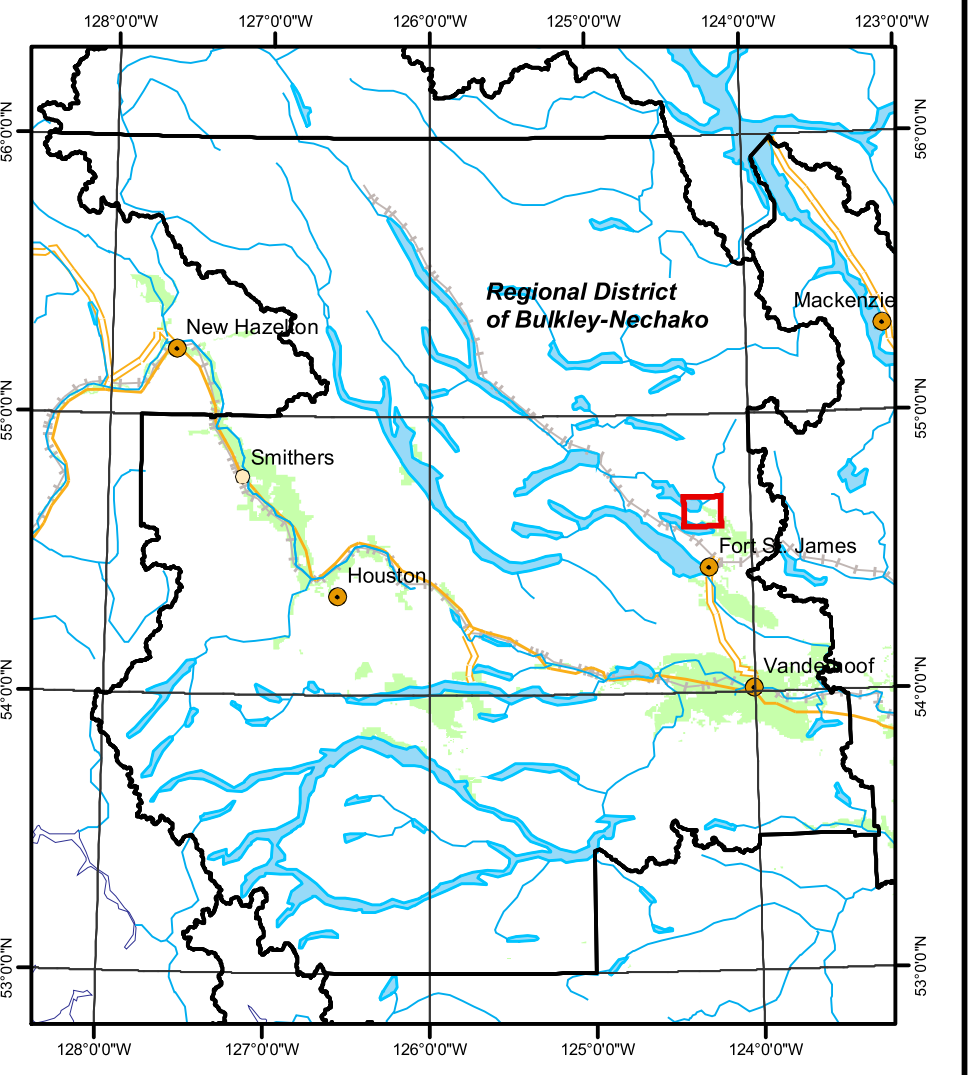 128°0'0"W 127°0'0"W 126°0'0"W 125°0'0"W 124°0'0"W 123°0'0"W
56°0'0"N 56°0'0"N
Regional District
of Bulkley-Nechako
Mackenzie
New Hazelton
55°0'0"N 55°0'0"N
Smithers
Fort St. James
Houston
Vanderhoof
54°0'0"N 54°0'0"N
53°0'0"N 53°0'0"N
128°0'0"W 127°0'0"W 126°0'0"W 125°0'0"W 124°0'0"W